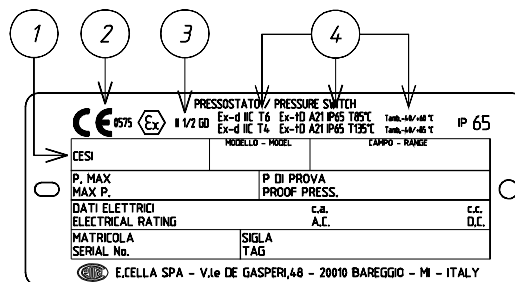 1 2 3 4
PRESSOSTATO/ PRESSURE SWITCH
CE 0575 Ex II 1/2 GD Ex-d IIC T6 Ex-tD A21 IP65 T85°C Tamb.-60/+60 °C IP 65
Ex-d IIC T4 Ex-tD A21 IP65 T135°C Tamb.-60/+85 °C
MODELLO - MODEL CAMPO - RANGE
CESI
P. MAX P DI PROVA
MAX P. PROOF PRESS.
DATI ELETTRICI c.a. c.c.
ELECTRICAL RATING A.C. D.C.
MATRICOLA SIGLA
SERIAL No. TAG
E.CELLA SPA - V.le DE GASPERI,48 - 20010 BAREGGIO - MI - ITALY